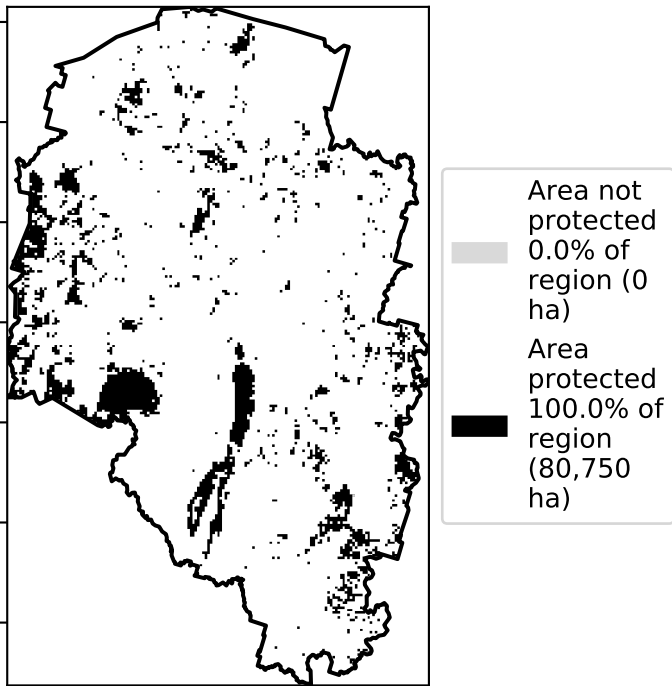 Area not
protected
0.0% of
region (0
ha)
Area
protected
100.0% of
region
(80,750
ha)